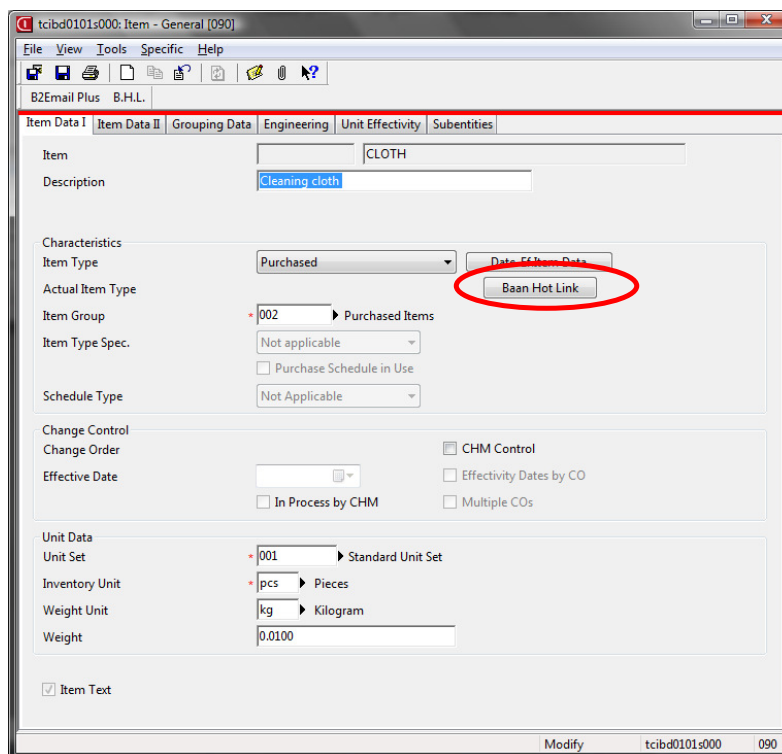 tcibd0101s000: Item - General [090]
File View Tools Specific Help
B2Email Plus B.H.L.
Item Data I Item Data II Grouping Data Engineering Unit Effectivity Subentities
Item CLOTH
Description Cleaning cloth
Characteristics
Item Type Purchased Date-Ef.Item Data
Actual Item Type Baan Hot Link
Item Group * 002 Purchased Items
Item Type Spec. Not applicable
Purchase Schedule in Use
Schedule Type Not Applicable
Change Control
Change Order CHM Control
Effective Date Effectivity Dates by CO
In Process by CHM Multiple COs
Unit Data
Unit Set * 001 Standard Unit Set
Inventory Unit * pcs Pieces
Weight Unit kg Kilogram
Weight 0.0100
Item Text
Modify tcibd0101s000 090